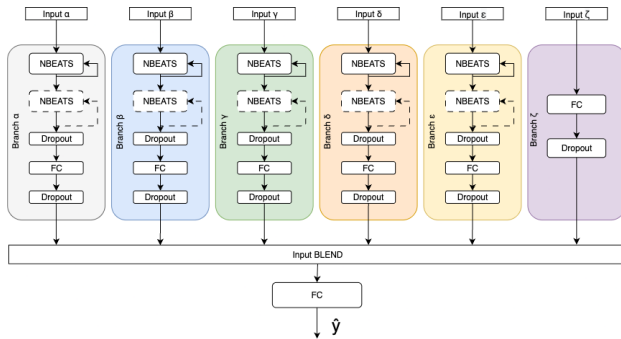 Input α
Input β
Input γ
Input δ
Input ε
Input ζ
Branch α
NBEATS
NBEATS
Dropout
FC
Dropout
Branch β
NBEATS
NBEATS
Dropout
FC
Dropout
Branch γ
NBEATS
NBEATS
Dropout
FC
Dropout
Branch δ
NBEATS
NBEATS
Dropout
FC
Dropout
Branch ε
NBEATS
NBEATS
Dropout
FC
Dropout
Branch ζ
FC
Dropout
Input BLEND
FC
ŷ